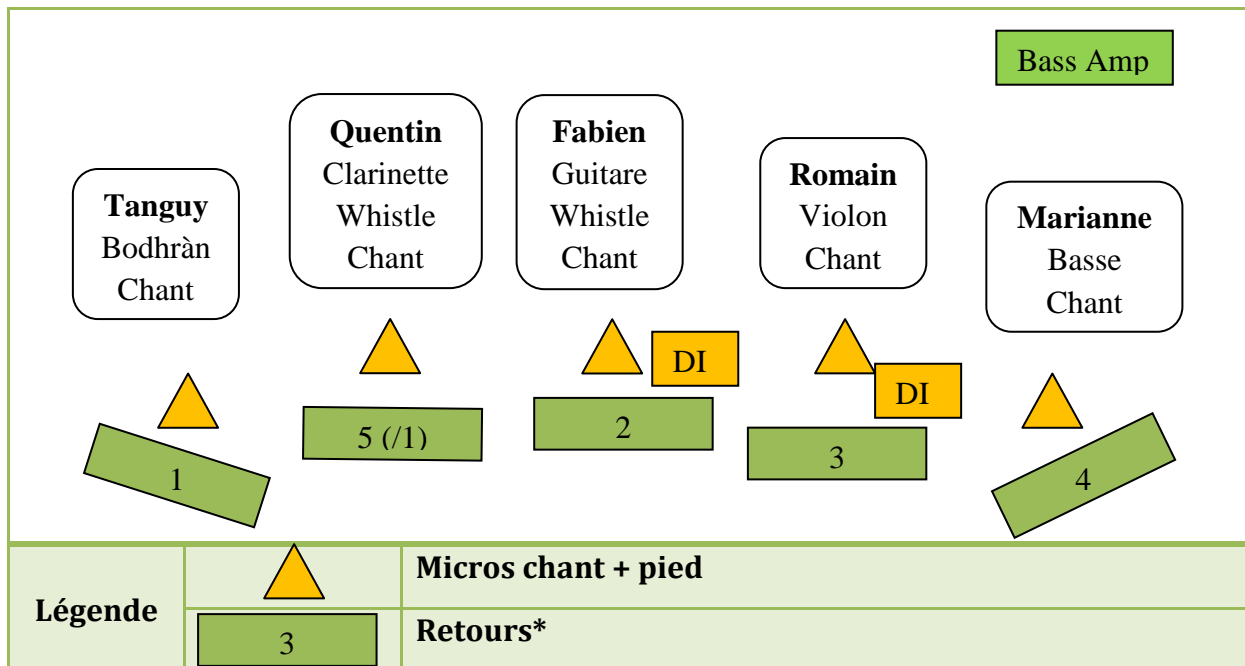 Bass Amp
Quentin
Clarinette
Whistle
Chant
Fabien
Guitare
Whistle
Chant
Romain
Violon
Chant
Tanguy
Bodhràn
Chant
Marianne
Basse
Chant
DI
DI
1
5 (/1)
2
3
4
Légende
Micros chant + pied
3
Retours*